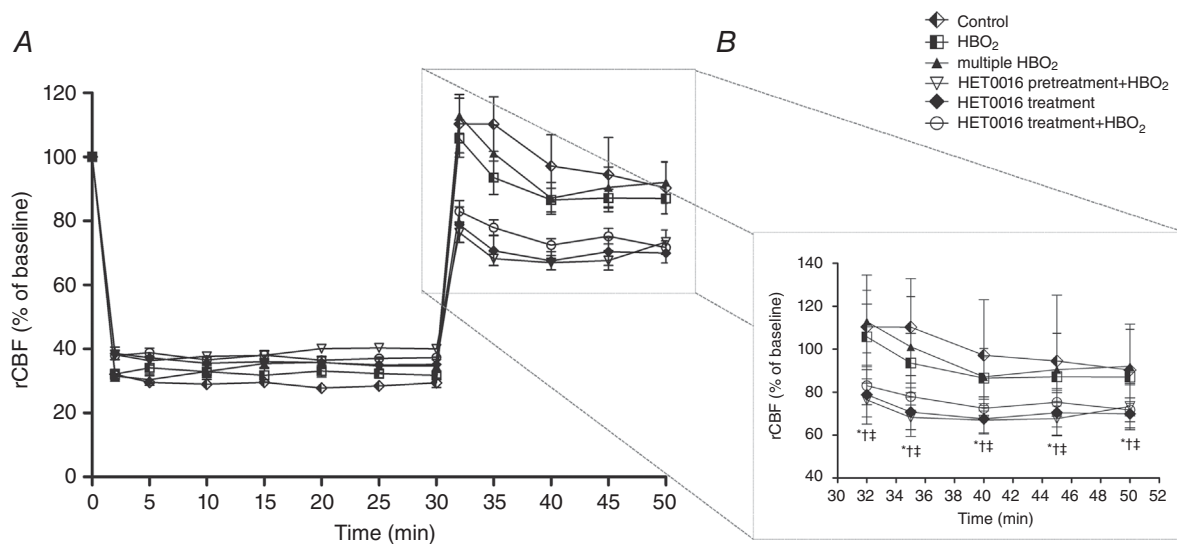 A
B
Control
HBO₂
multiple HBO₂
HET0016 pretreatment+HBO₂
HET0016 treatment
HET0016 treatment+HBO₂
rCBF (% of baseline)
120
100
80
60
40
20
0
0 5 10 15 20 25 30 35 40 45 50
Time (min)
rCBF (% of baseline)
140
120
100
80
60
40
*†‡ *†‡ *†‡ *†‡ *†‡
30 32 34 36 38 40 42 44 46 48 50 52
Time (min)